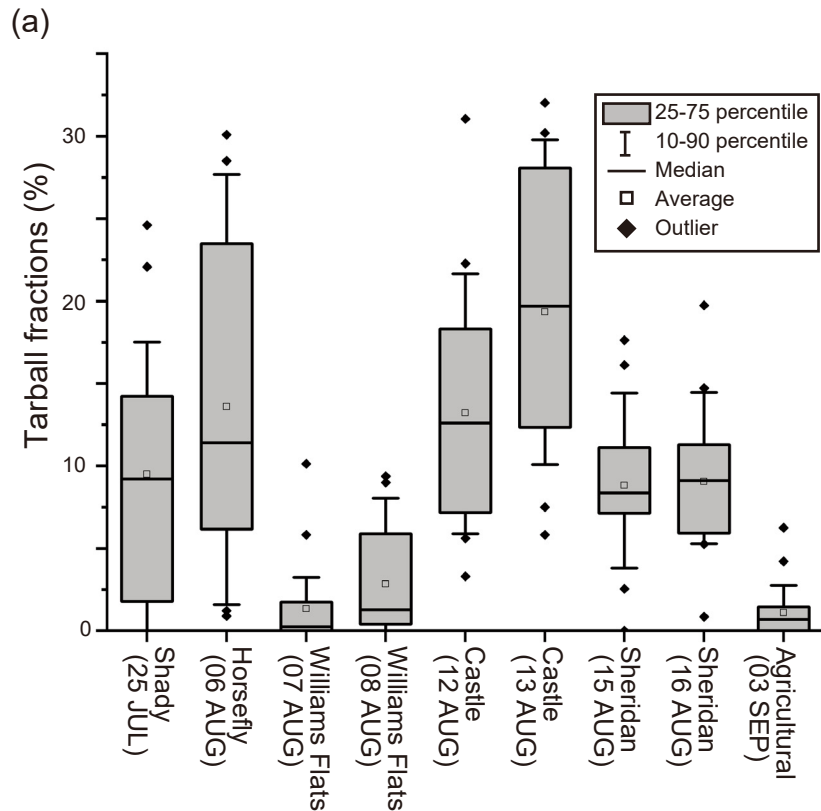 (a)
Tarball fractions (%)
30
20
10
0
25-75 percentile
10-90 percentile
Median
Average
Outlier
Shady
(25 JUL)
Horsefly
(06 AUG)
Williams Flats
(07 AUG)
Williams Flats
(08 AUG)
Castle
(12 AUG)
Castle
(13 AUG)
Sheridan
(15 AUG)
Sheridan
(16 AUG)
Agricultural
(03 SEP)